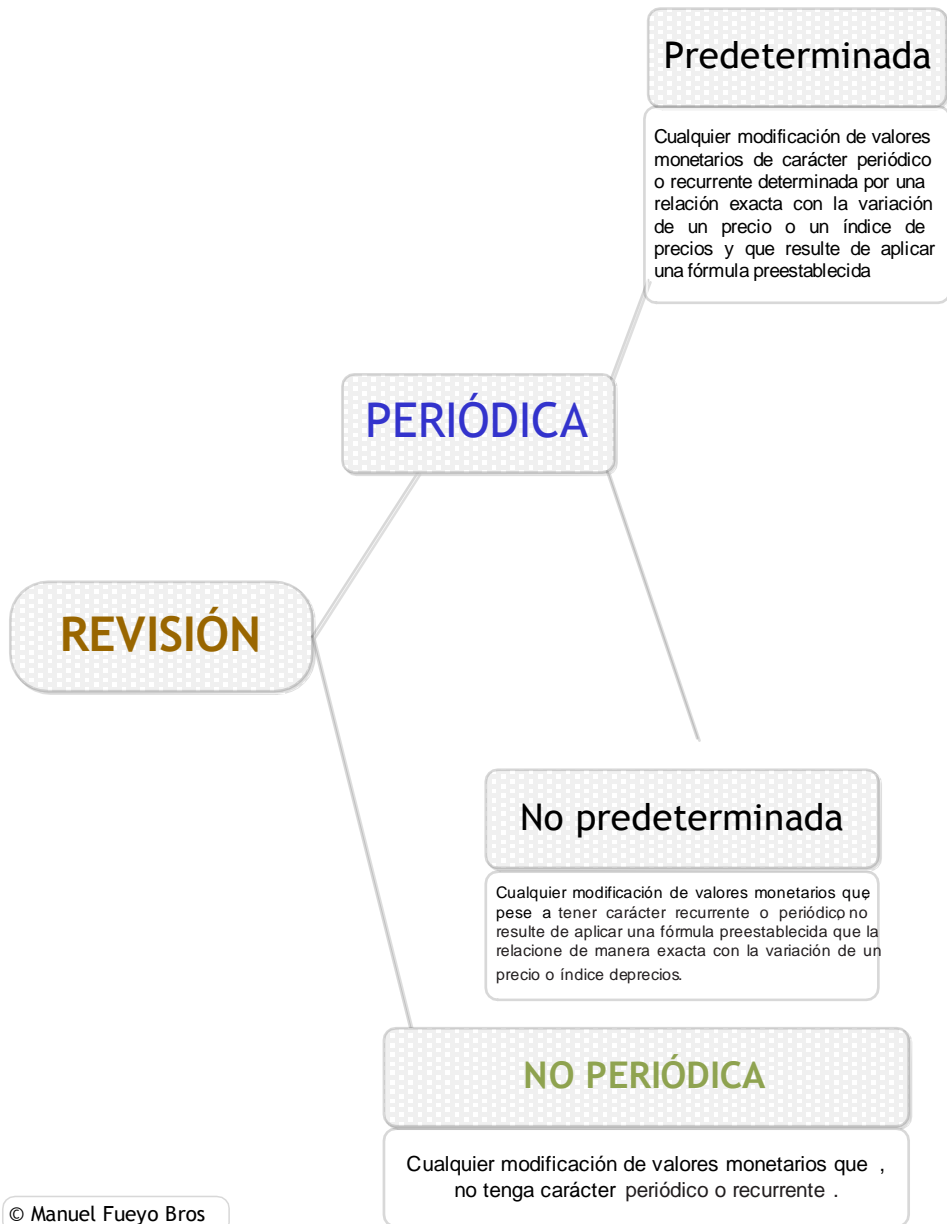 Predeterminada
Cualquier modificación de valores
monetarios de carácter periódico
o recurrente determinada por una
relación exacta con la variación
de un precio o un índice de
precios y que resulte de aplicar
una fórmula preestablecida
PERIÓDICA
REVISIÓN
No predeterminada
Cualquier modificación de valores monetarios que,
pese a tener carácter recurrente o periódico, no
resulte de aplicar una fórmula preestablecida que la
relacione de manera exacta con la variación de un
precio o índice deprecios.
NO PERIÓDICA
Cualquier modificación de valores monetarios que ,
no tenga carácter periódico o recurrente .
© Manuel Fueyo Bros